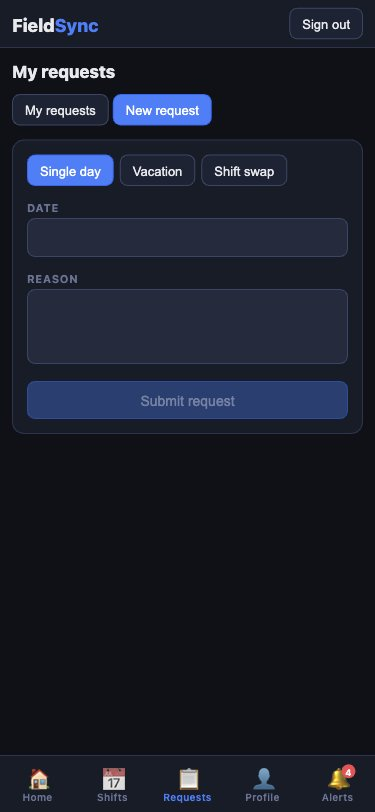 FieldSync
Sign out
My requests
My requests
New request
Single day
Vacation
Shift swap
DATE
REASON
Submit request
17
4
Home
Shifts
Requests
Profile
Alerts